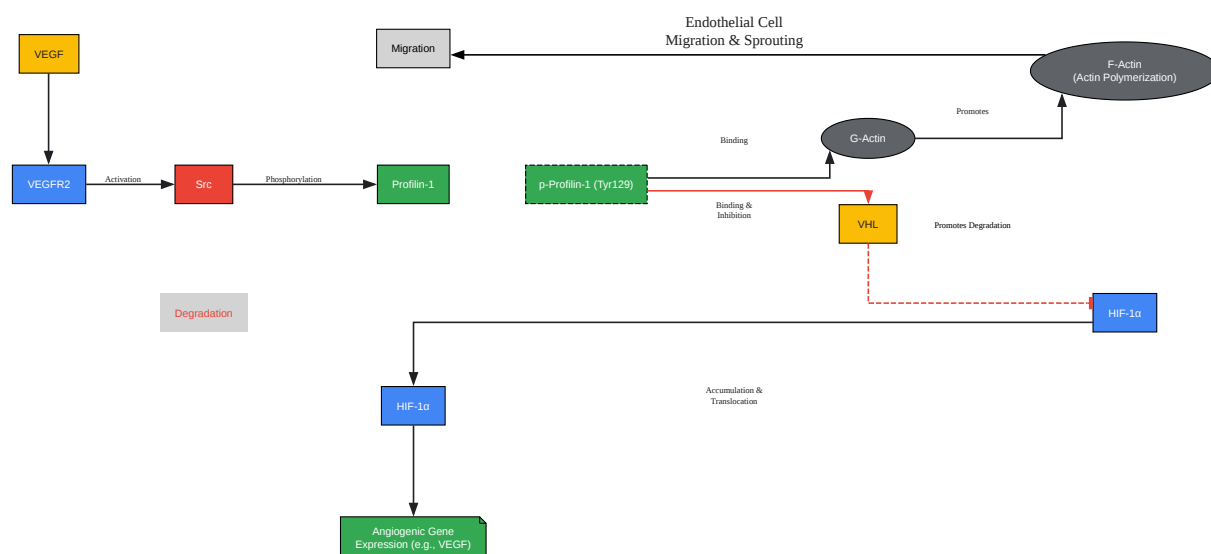 Endothelial Cell
Migration & Sprouting
VEGF
Migration
F-Actin
(Actin Polymerization)
Promotes
Binding
G-Actin
VEGFR2
Activation
Src
Phosphorylation
Profilin-1
p-Profilin-1 (Tyr129)
Binding &
Inhibition
VHL
Promotes Degradation
Degradation
HIF-1α
HIF-1α
Accumulation &
Translocation
Angiogenic Gene
Expression (e.g., VEGF)